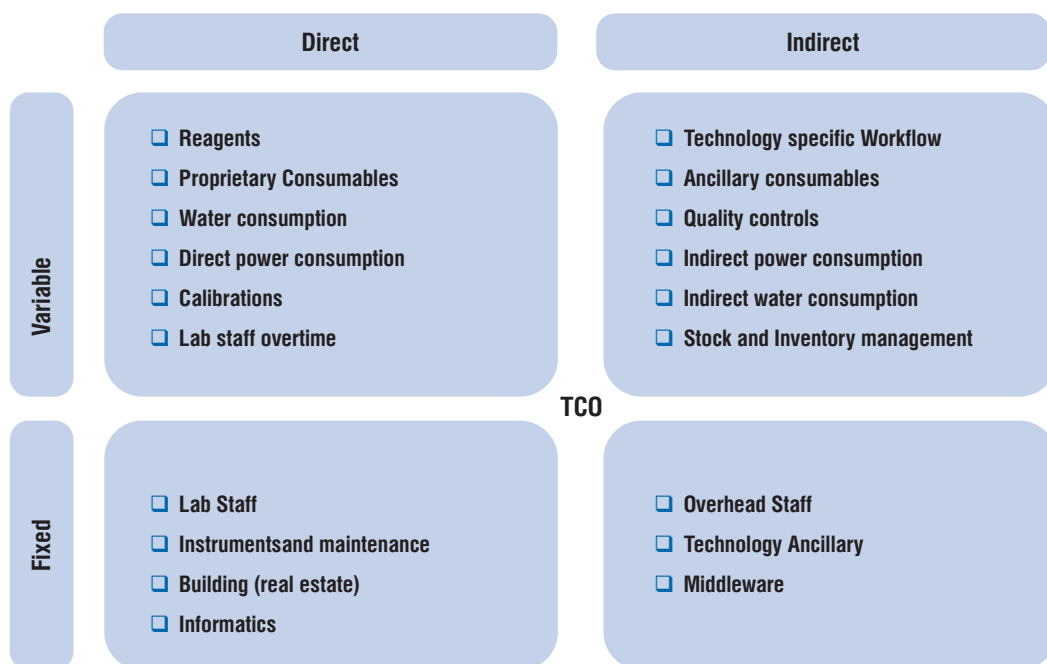 Direct
Indirect
Variable
Reagents
Proprietary Consumables
Water consumption
Direct power consumption
Calibrations
Lab staff overtime
Technology specific Workflow
Ancillary consumables
Quality controls
Indirect power consumption
Indirect water consumption
Stock and Inventory management
TCO
Fixed
Lab Staff
Instrumentsand maintenance
Building (real estate)
Informatics
Overhead Staff
Technology Ancillary
Middleware